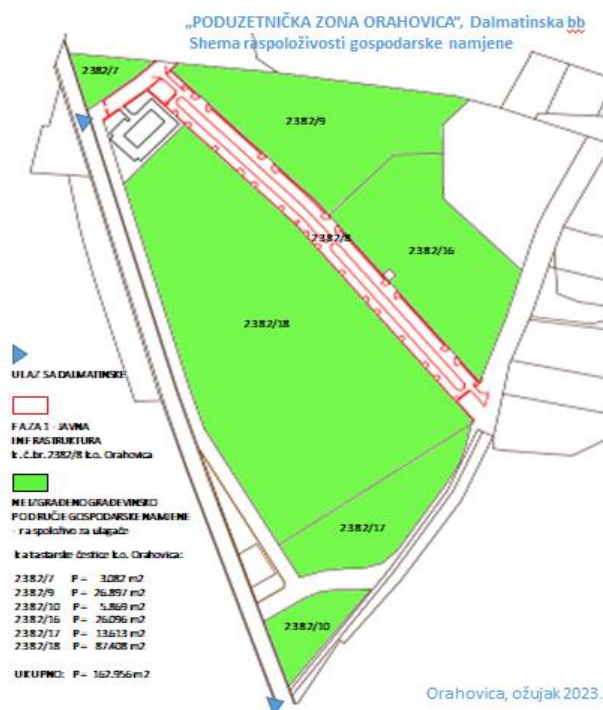 „PODUZETNIČKA ZONA ORAHOVICA”, Dalmatinska bb
Shema raspoloživosti gospodarske namjene
2382/7
2382/9
2382/8
2382/16
2382/18
2382/17
2382/10
ULAZ SA DALMATINSKE
FAZA 1 - JAVNA
INFRASTRUKTURA
k.č.br. 2382/8 k.o. Orahovica
NEIZGRAĐENO GRAĐEVINSKO
PODRUČJE GOSPODARSKE NAMJENE
- raspoloživo za ulagače
katastarske čestice k.o. Orahovica:
2382/7 P = 3.082 m2
2382/9 P = 26.897 m2
2382/10 P = 5.869 m2
2382/16 P = 26.096 m2
2382/17 P = 13.613 m2
2382/18 P = 87.408 m2
UKUPNO: P = 162.956 m2
Orahovica, ožujak 2023.